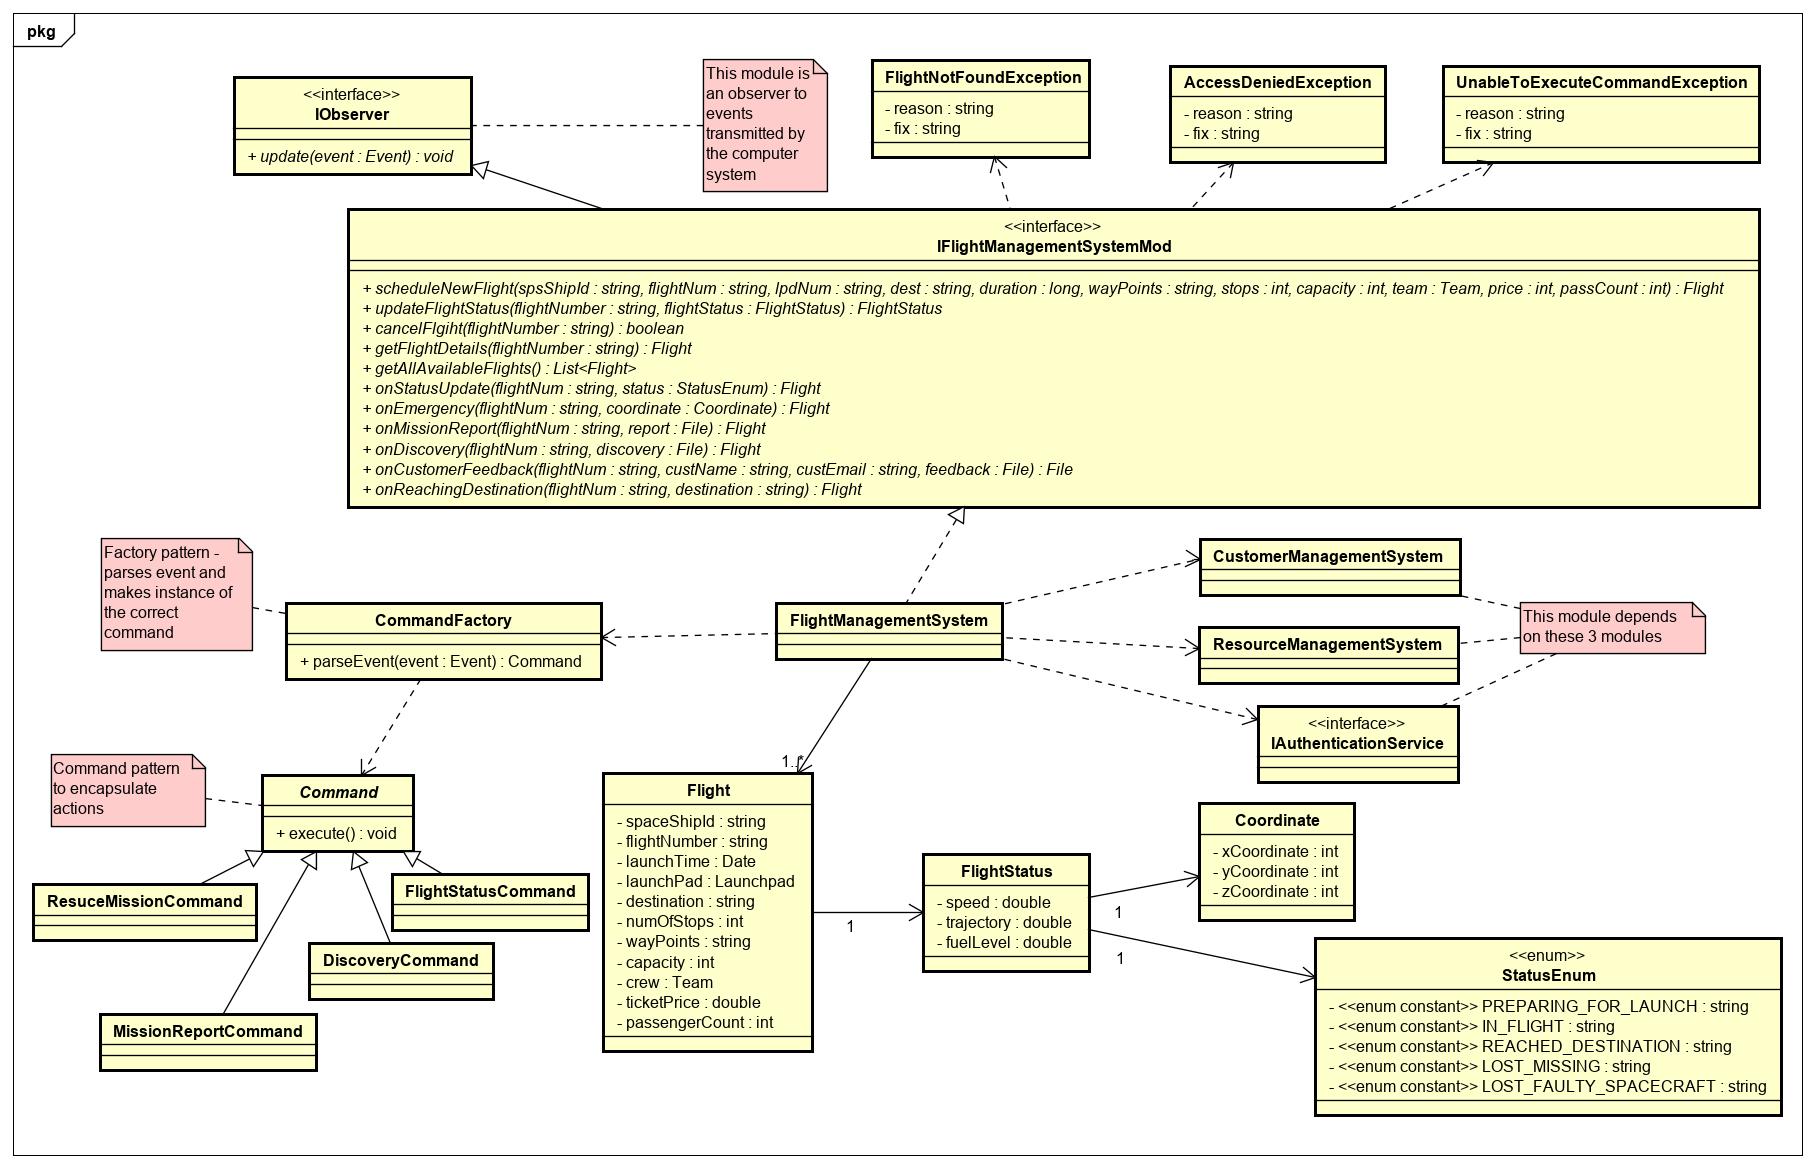 pkg
<<interface>>
IObserver
+ update(event : Event) : void
This module is
an observer to
events
transmitted by
the computer
system
FlightNotFoundException
- reason : string
- fix : string
AccessDeniedException
- reason : string
- fix : string
UnableToExecuteCommandException
- reason : string
- fix : string
<<interface>>
IFlightManagementSystemMod
+ scheduleNewFlight(spsShipId : string, flightNum : string, lpdNum : string, dest : string, duration : long, wayPoints : string, stops : int, capacity : int, team : Team, price : int, passCount : int) : Flight
+ updateFlightStatus(flightNumber : string, flightStatus : FlightStatus) : FlightStatus
+ cancelFlgiht(flightNumber : string) : boolean
+ getFlightDetails(flightNumber : string) : Flight
+ getAllAvailableFlights() : List<Flight>
+ onStatusUpdate(flightNum : string, status : StatusEnum) : Flight
+ onEmergency(flightNum : string, coordinate : Coordinate) : Flight
+ onMissionReport(flightNum : string, report : File) : Flight
+ onDiscovery(flightNum : string, discovery : File) : Flight
+ onCustomerFeedback(flightNum : string, custName : string, custEmail : string, feedback : File) : File
+ onReachingDestination(flightNum : string, destination : string) : Flight
Factory pattern -
parses event and
makes instance of
the correct
command
CommandFactory
+ parseEvent(event : Event) : Command
FlightManagementSystem
CustomerManagementSystem
ResourceManagementSystem
<<interface>>
IAuthenticationService
This module depends
on these 3 modules
Command pattern
to encapsulate
actions
Command
+ execute() : void
ResuceMissionCommand
FlightStatusCommand
DiscoveryCommand
MissionReportCommand
1..*
Flight
- spaceShipId : string
- flightNumber : string
- launchTime : Date
- launchPad : Launchpad
- destination : string
- numOfStops : int
- wayPoints : string
- capacity : int
- crew : Team
- ticketPrice : double
- passengerCount : int
1
FlightStatus
- speed : double
- trajectory : double
- fuelLevel : double
1
1
Coordinate
- xCoordinate : int
- yCoordinate : int
- zCoordinate : int
<<enum>>
StatusEnum
- <<enum constant>> PREPARING_FOR_LAUNCH : string
- <<enum constant>> IN_FLIGHT : string
- <<enum constant>> REACHED_DESTINATION : string
- <<enum constant>> LOST_MISSING : string
- <<enum constant>> LOST_FAULTY_SPACECRAFT : string